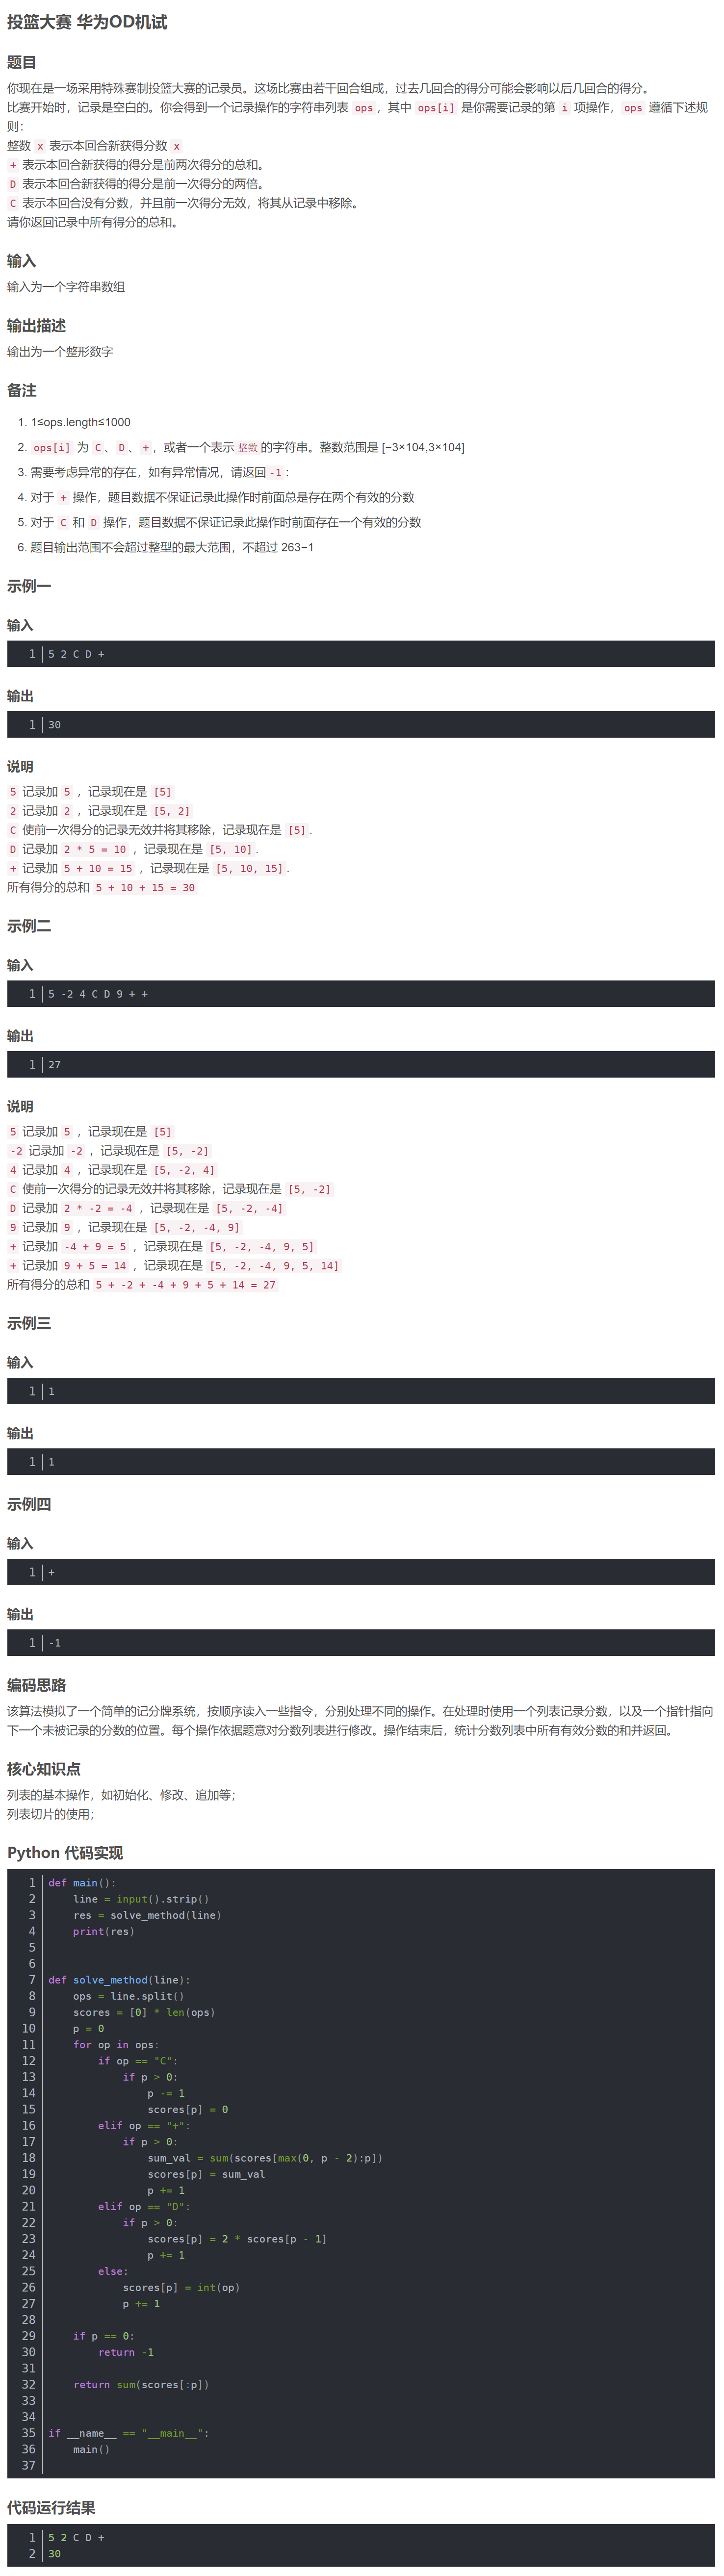 投篮大赛 华为OD机试
题目
你现在是一场采用特殊赛制投篮大赛的记录员。这场比赛由若干回合组成，过去几回合的得分可能会影响以后几回合的得分。
比赛开始时，记录是空白的。你会得到一个记录操作的字符串列表 ops，其中 ops[i] 是你需要记录的第 i 项操作，ops 遵循下述规
则：
整数 x 表示本回合新获得分数 x
+ 表示本回合新获得的得分是前两次得分的总和。
D 表示本回合新获得的得分是前一次得分的两倍。
C 表示本回合没有分数，并且前一次得分无效，将其从记录中移除。
请你返回记录中所有得分的总和。
输入
输入为一个字符串数组
输出描述
输出为一个整形数字
备注
1. 1≤ops.length≤1000
2. ops[i] 为 C、D、+，或者一个表示整数的字符串。整数范围是 [−3×104,3×104]
3. 需要考虑异常的存在，如有异常情况，请返回-1：
4. 对于 + 操作，题目数据不保证记录此操作时前面总是存在两个有效的分数
5. 对于 C 和 D 操作，题目数据不保证记录此操作时前面存在一个有效的分数
6. 题目输出范围不会超过整型的最大范围，不超过 263−1
示例一
输入
1 5 2 C D +
输出
1 30
说明
5 记录加 5 ，记录现在是 [5]
2 记录加 2 ，记录现在是 [5, 2]
C 使前一次得分的记录无效并将其移除，记录现在是 [5].
D 记录加 2 * 5 = 10 ，记录现在是 [5, 10].
+ 记录加 5 + 10 = 15 ，记录现在是 [5, 10, 15].
所有得分的总和 5 + 10 + 15 = 30
示例二
输入
1 5 -2 4 C D 9 + +
输出
1 27
说明
5 记录加 5 ，记录现在是 [5]
-2 记录加 -2 ，记录现在是 [5, -2]
4 记录加 4 ，记录现在是 [5, -2, 4]
C 使前一次得分的记录无效并将其移除，记录现在是 [5, -2]
D 记录加 2 * -2 = -4 ，记录现在是 [5, -2, -4]
9 记录加 9 ，记录现在是 [5, -2, -4, 9]
+ 记录加 -4 + 9 = 5 ，记录现在是 [5, -2, -4, 9, 5]
+ 记录加 9 + 5 = 14 ，记录现在是 [5, -2, -4, 9, 5, 14]
所有得分的总和 5 + -2 + -4 + 9 + 5 + 14 = 27
示例三
输入
1 1
输出
1 1
示例四
输入
1 +
输出
1 -1
编码思路
该算法模拟了一个简单的记分牌系统，按顺序读入一些指令，分别处理不同的操作。在处理时使用一个列表记录分数，以及一个指针指向
下一个未被记录的分数的位置。每个操作依据题意对分数列表进行修改。操作结束后，统计分数列表中所有有效分数的和并返回。
核心知识点
列表的基本操作，如初始化、修改、追加等；
列表切片的使用；
Python 代码实现
1 def main():
2     line = input().strip()
3     res = solve_method(line)
4     print(res)
5
6
7 def solve_method(line):
8     ops = line.split()
9     scores = [0] * len(ops)
10     p = 0
11     for op in ops:
12         if op == "C":
13             if p > 0:
14                 p -= 1
15                 scores[p] = 0
16         elif op == "+":
17             if p > 0:
18                 sum_val = sum(scores[max(0, p - 2):p])
19                 scores[p] = sum_val
20                 p += 1
21         elif op == "D":
22             if p > 0:
23                 scores[p] = 2 * scores[p - 1]
24                 p += 1
25         else:
26             scores[p] = int(op)
27             p += 1
28
29     if p == 0:
30         return -1
31
32     return sum(scores[:p])
33
34
35 if __name__ == "__main__":
36     main()
37
代码运行结果
1 5 2 C D +
2 30